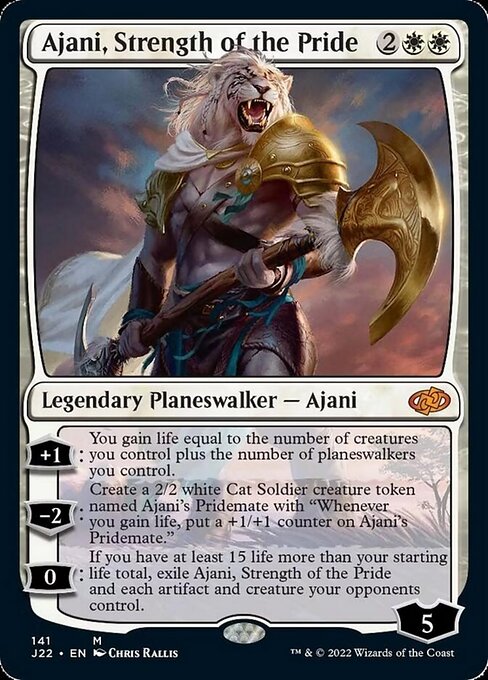 Ajani, Strength of the Pride 2
Legendary Planeswalker — Ajani
You gain life equal to the number of creatures
+1 : you control plus the number of planeswalkers
you control.
Create a 2/2 white Cat Soldier creature token
-2 : named Ajani's Pridemate with “Whenever
you gain life, put a +1/+1 counter on Ajani's
Pridemate.”
If you have at least 15 life more than your starting
0 : life total, exile Ajani, Strength of the Pride
and each artifact and creature your opponents
control.
5
141 M
J22 • EN Chris Rallis ™ & © 2022 Wizards of the Coast